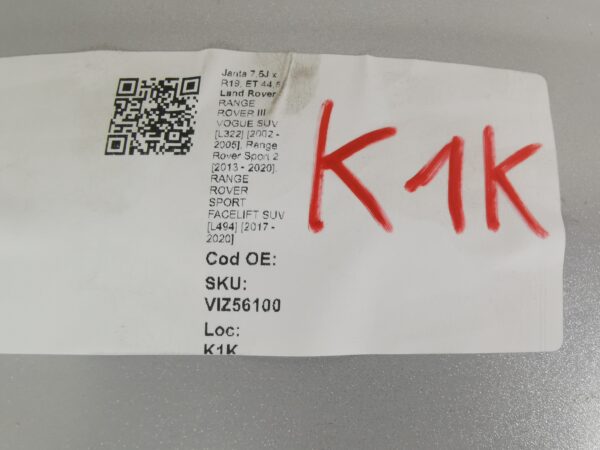 Janta 7.5J x
R19, ET 44,5
Land Rover
RANGE
ROVER III
VOGUE SUV
[L322] [2002 -
2005], Range
Rover Sport 2
[2013 - 2020],
RANGE
ROVER
SPORT
FACELIFT SUV
[L494] [2017 -
2020]
Cod OE:
SKU:
VIZ56100
Loc:
K1K
K1K